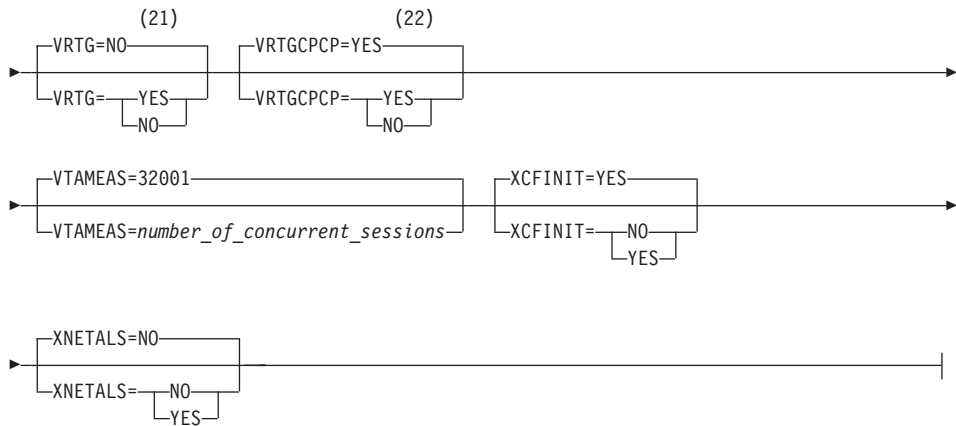 (21) (22)
VRTG=NO VRTGCPCP=YES
VRTG= YES VRTGCPCP= YES
NO NO
VTAMEAS=32001 XCFINIT=YES
VTAMEAS=number_of_concurrent_sessions XCFINIT= NO
YES
XNETALS=NO
XNETALS= NO
YES